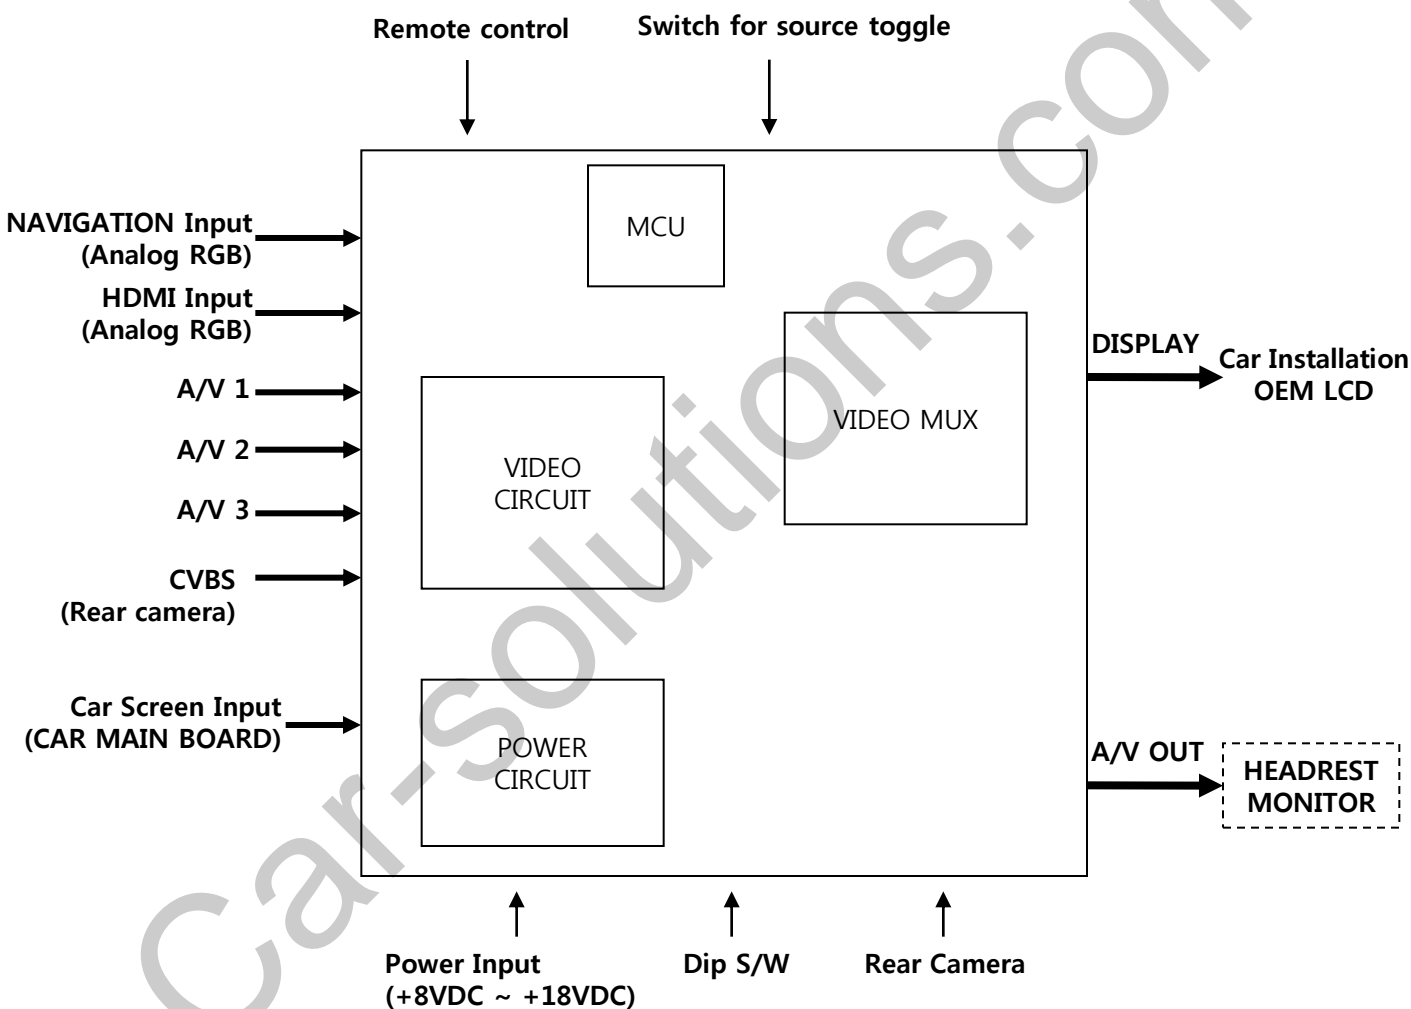 Remote control
Switch for source toggle
NAVIGATION Input
(Analog RGB)
HDMI Input
(Analog RGB)
A/V 1
A/V 2
A/V 3
CVBS
(Rear camera)
Car Screen Input
(CAR MAIN BOARD)
MCU
VIDEO
CIRCUIT
VIDEO MUX
POWER
CIRCUIT
DISPLAY
Car Installation
OEM LCD
A/V OUT
HEADREST
MONITOR
Power Input
(+8VDC ~ +18VDC)
Dip S/W
Rear Camera
Car-solutions.com